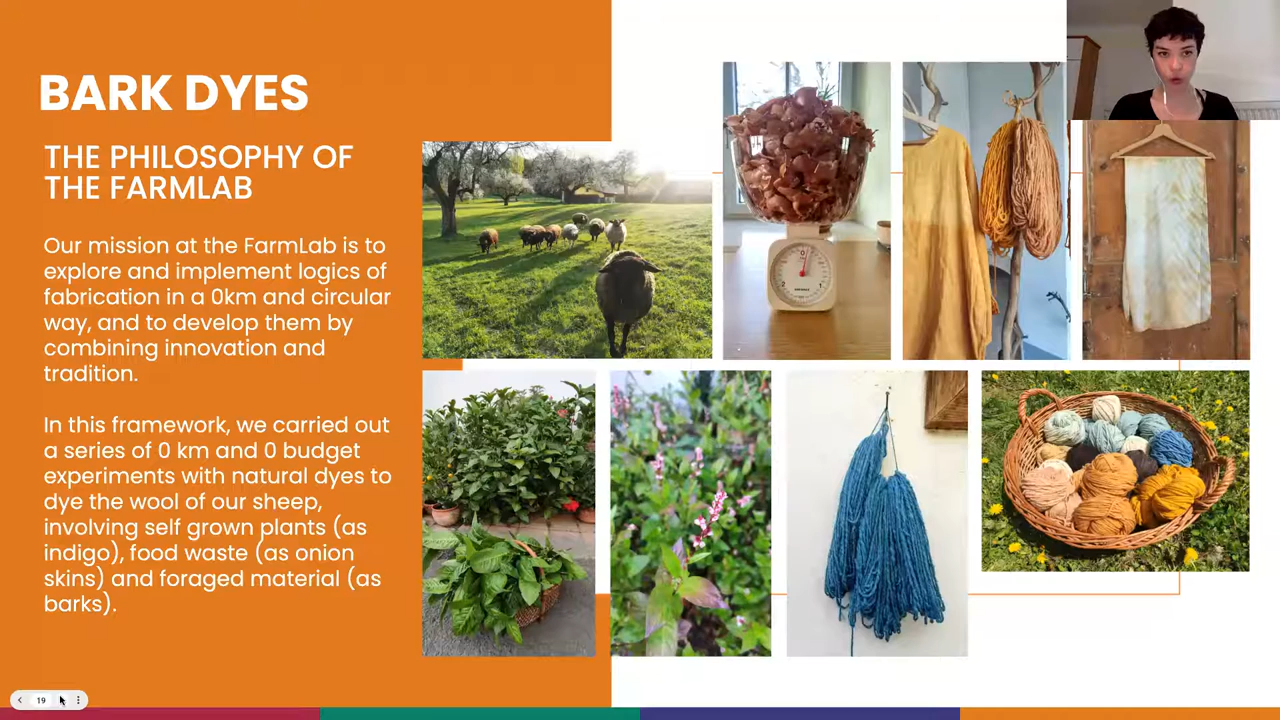 BARK DYES
THE PHILOSOPHY OF
THE FARMLAB
Our mission at the FarmLab is to
explore and implement logics of
fabrication in a 0km and circular
way, and to develop them by
combining innovation and
tradition.
In this framework, we carried out
a series of 0 km and 0 budget
experiments with natural dyes to
dye the wool of our sheep,
involving self grown plants (as
indigo), food waste (as onion
skins) and foraged material (as
barks).
19